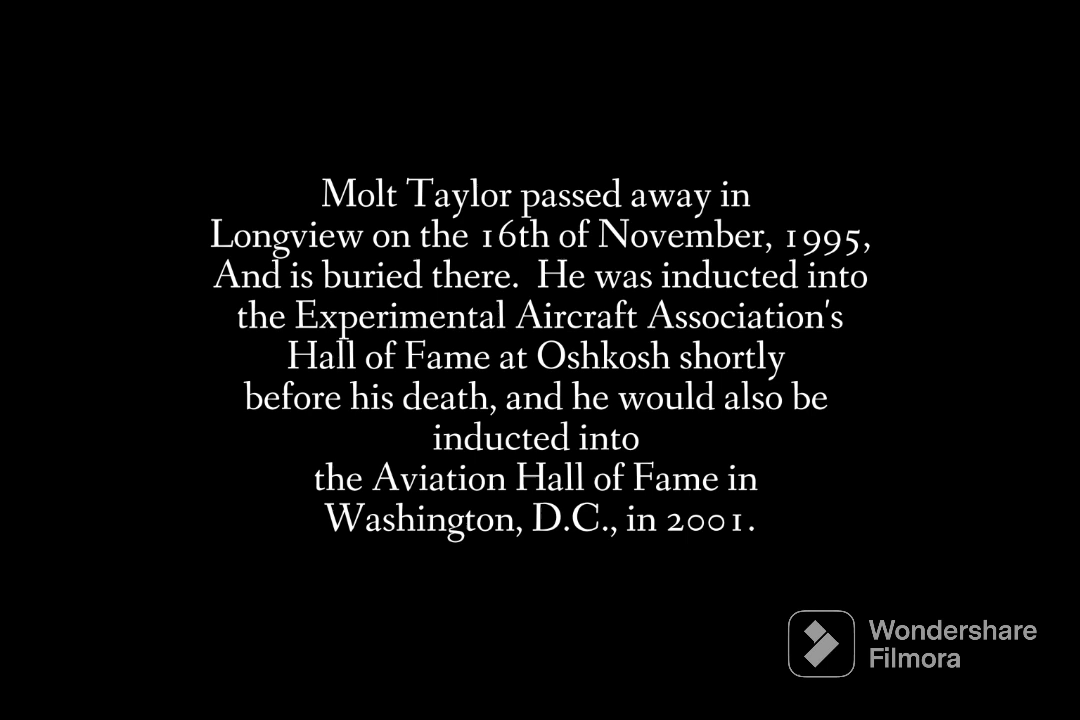 Molt Taylor passed away in
Longview on the 16th of November, 1995,
And is buried there.  He was inducted into
the Experimental Aircraft Association's
Hall of Fame at Oshkosh shortly
before his death, and he would also be
inducted into
the Aviation Hall of Fame in
Washington, D.C., in 2001.
Wondershare
Filmora